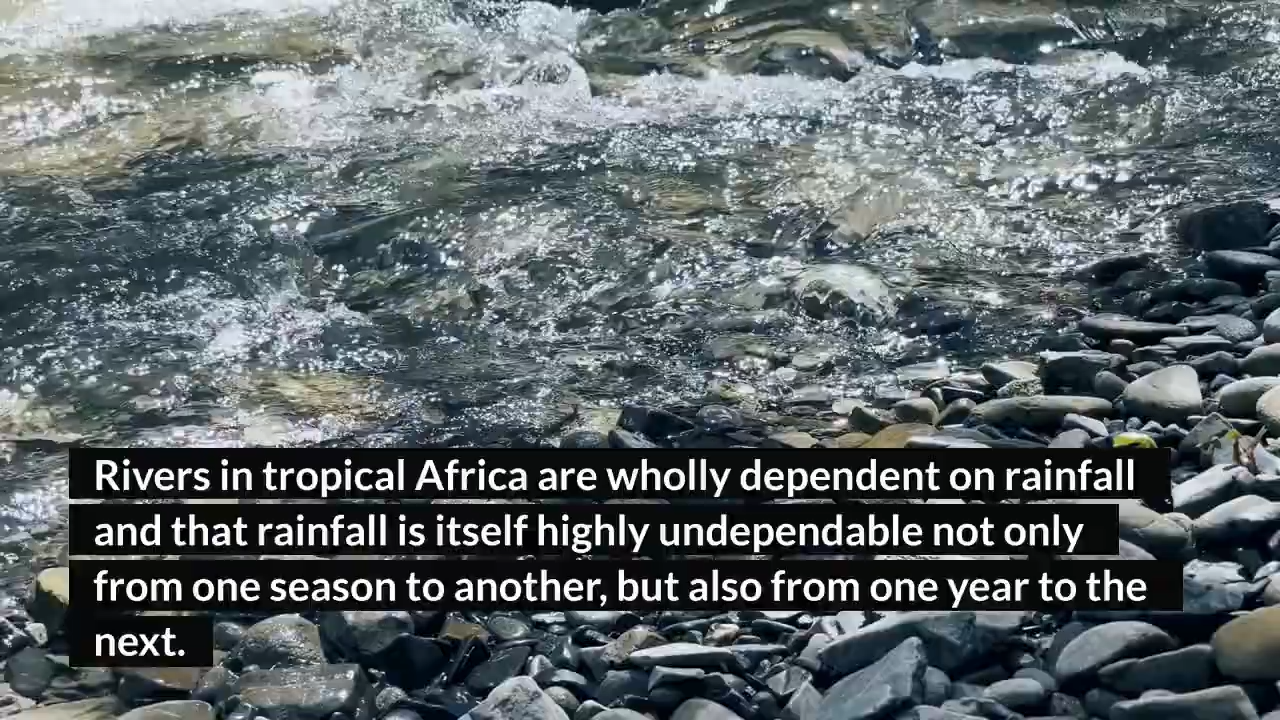 Rivers in tropical Africa are wholly dependent on rainfall
and that rainfall is itself highly undependable not only
from one season to another, but also from one year to the
next.